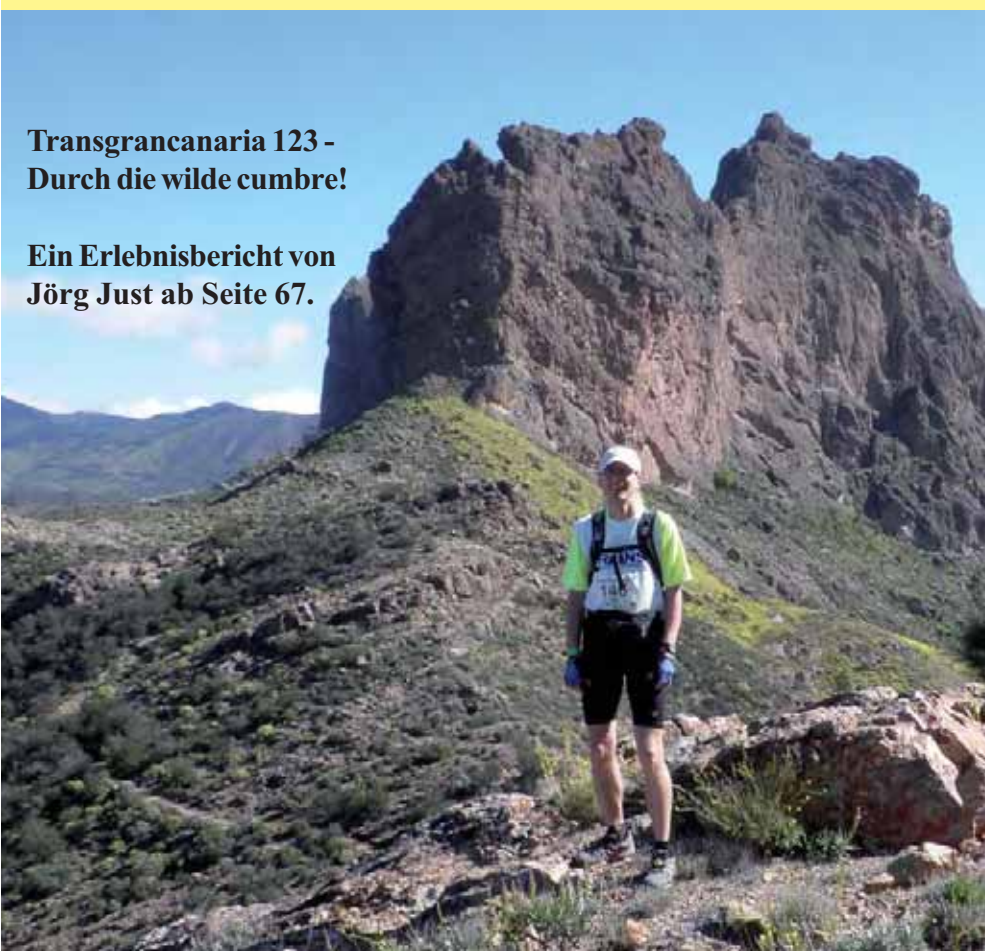 Transgrancanaria 123 -
Durch die wilde cumbre!
Ein Erlebnisbericht von
Jörg Just ab Seite 67.